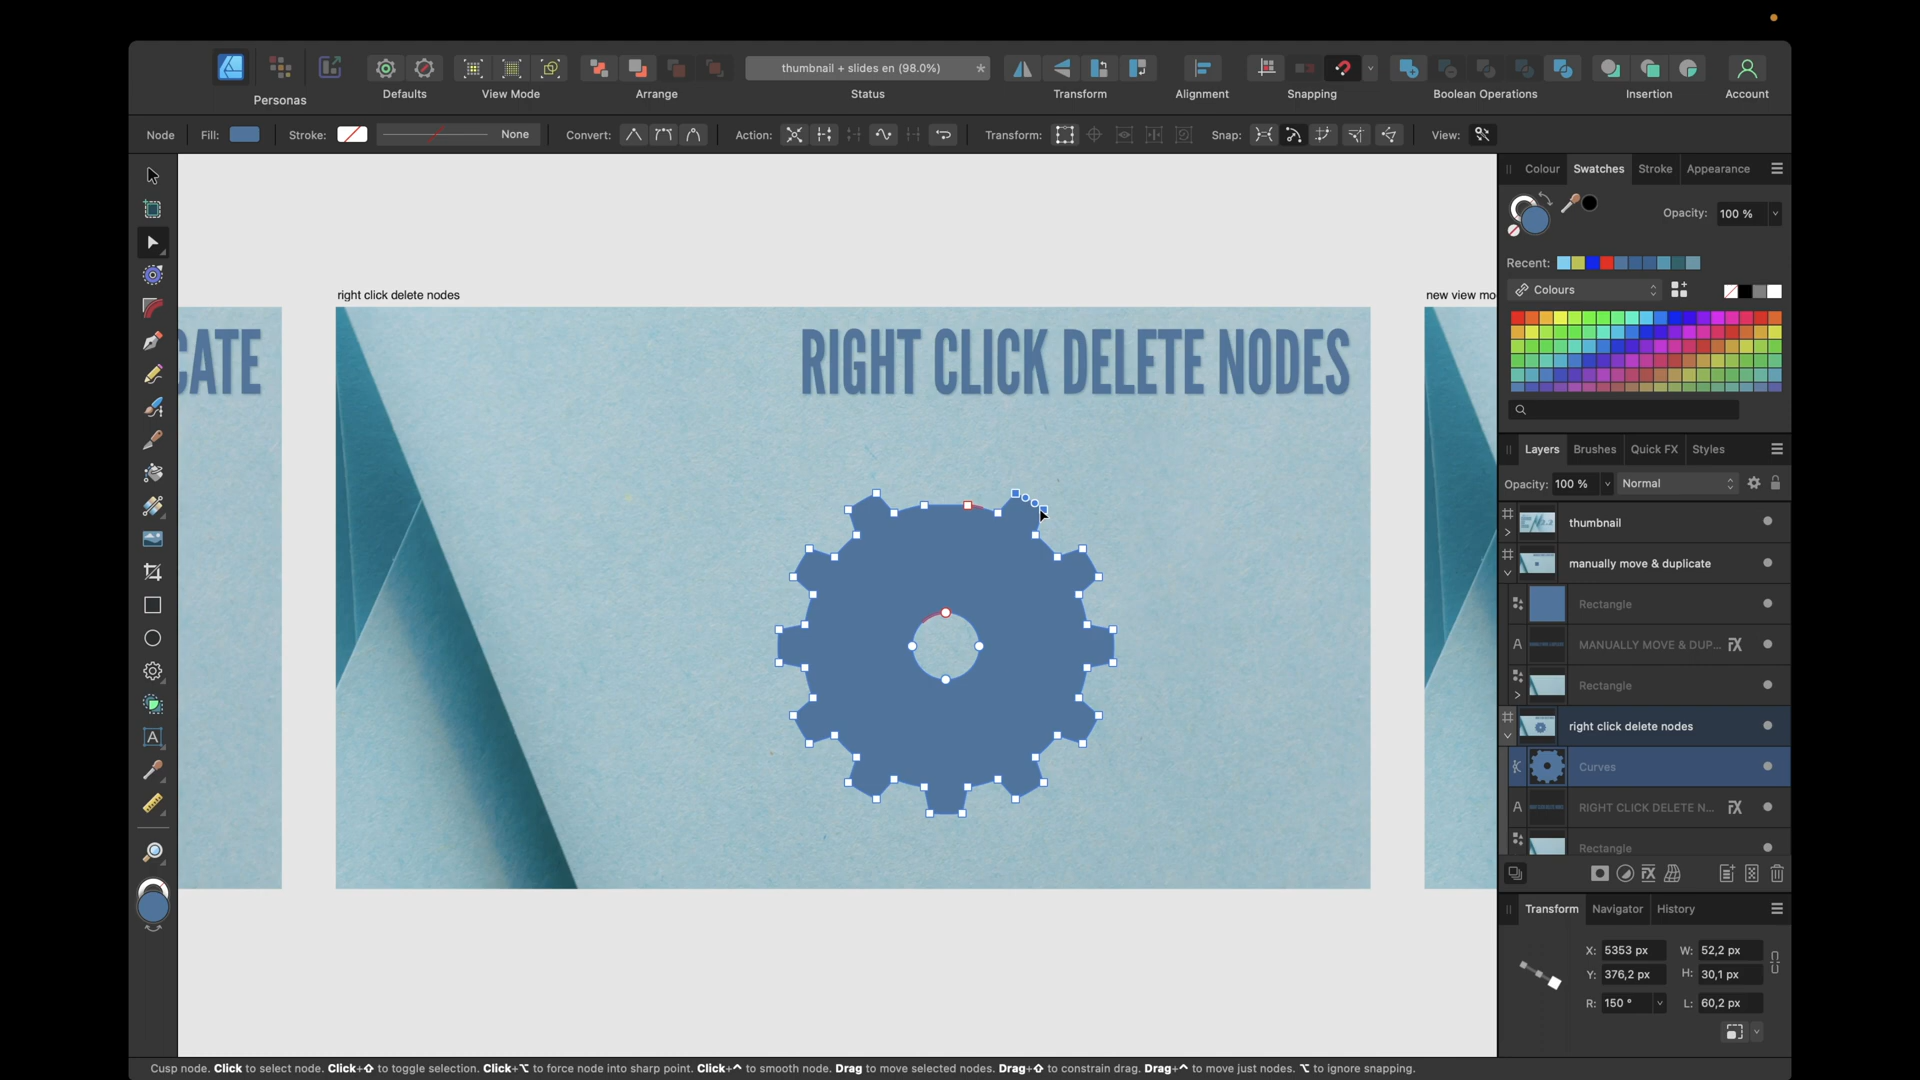 thumbnail + slides en (98.0%) *
Personas
Defaults
View Mode
Arrange
Status
Transform
Alignment
Snapping
Boolean Operations
Insertion
Account
Node
Fill:
Stroke:
None
Convert:
Action:
Transform:
Snap:
View:
Colour
Swatches
Stroke
Appearance
Opacity:
100 %
Recent:
Colours
right click delete nodes
new view mo
CATE
RIGHT CLICK DELETE NODES
Layers
Brushes
Quick FX
Styles
Opacity:
100 %
Normal
thumbnail
manually move & duplicate
Rectangle
A
MANUALLY MOVE & DUP...
Rectangle
right click delete nodes
Curves
A
RIGHT CLICK DELETE N...
Rectangle
A
Transform
Navigator
History
X: 5353 px
W: 52,2 px
Y: 376,2 px
H: 30,1 px
R: 150 °
L: 60,2 px
Cusp node. Click to select node. Click+⇧ to toggle selection. Click+⌥ to force node into sharp point. Click+⌃ to smooth node. Drag to move selected nodes. Drag+⇧ to constrain drag. Drag+⌃ to move just nodes. ⌥ to ignore snapping.